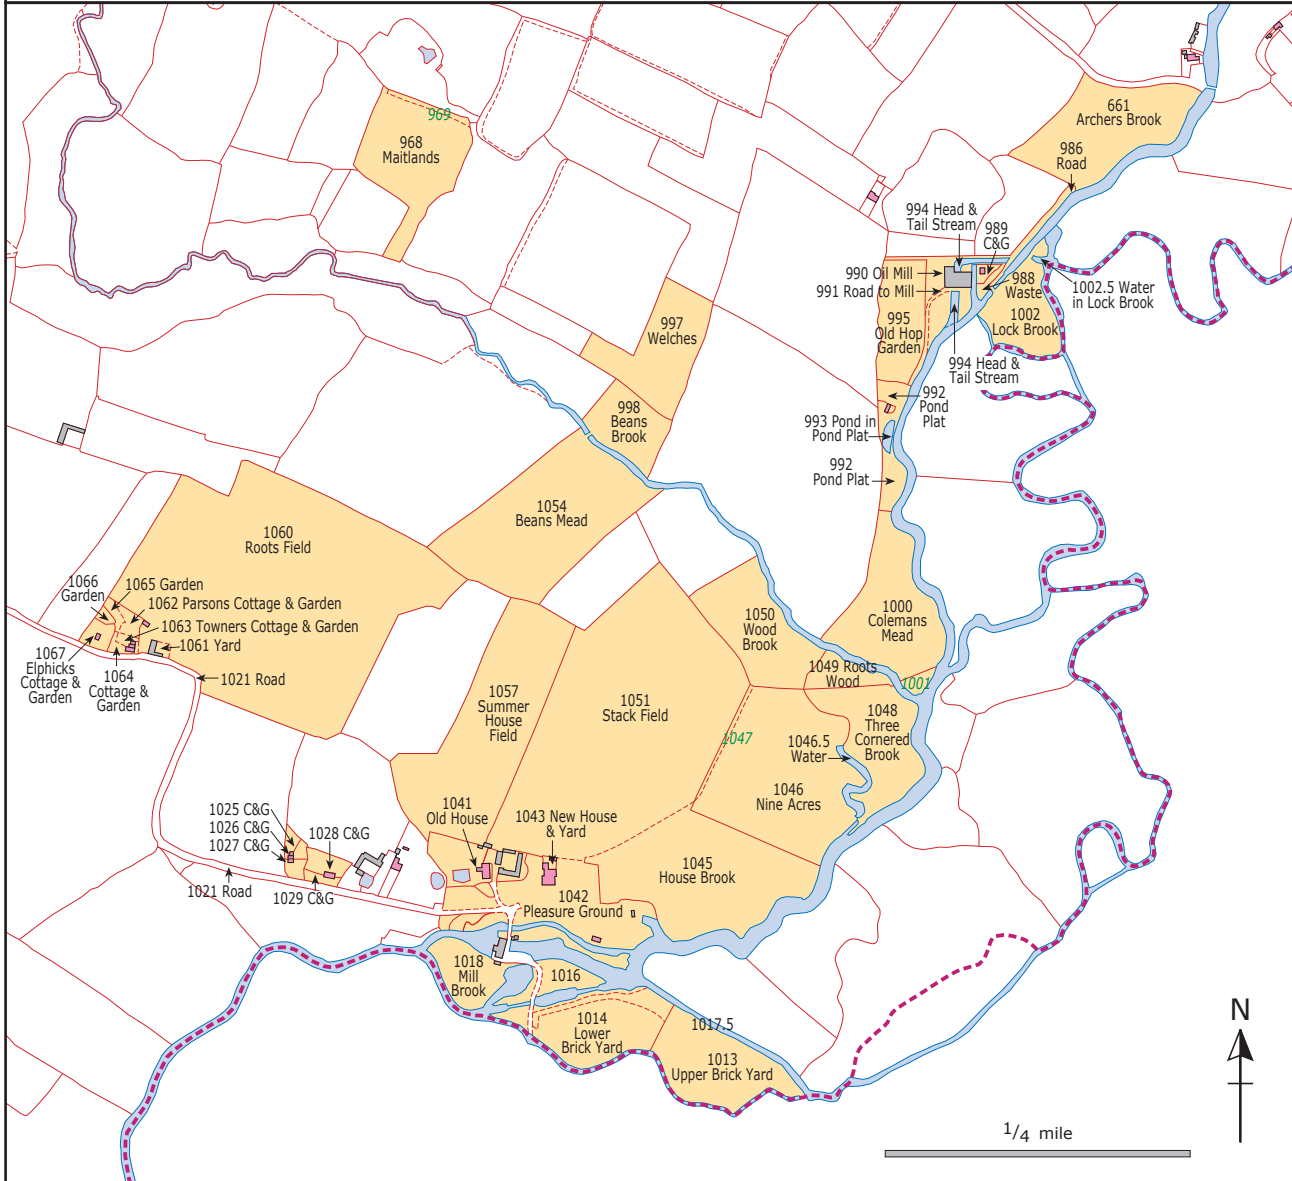 661
Archers Brook
969
968
Maitlands
986
Road
994 Head &
Tail Stream
989
C&G
990 Oil Mill
991 Road to Mill
988
Waste
1002.5 Water
in Lock Brook
995
Old Hop
Garden
1002
Lock Brook
997
Welches
994 Head &
Tail Stream
992
Pond
Plat
998
Beans
Brook
993 Pond in
Pond Plat
992
Pond Plat
1054
Beans Mead
1060
Roots Field
1066
Garden
1065 Garden
1062 Parsons Cottage & Garden
1063 Towners Cottage & Garden
1061 Yard
1067
Elphicks
Cottage &
Garden
1064
Cottage &
Garden
1021 Road
1050
Wood
Brook
1000
Colemans
Mead
1049 Roots
Wood
1001
1057
Summer
House
Field
1051
Stack Field
1047
1048
Three
Cornered
Brook
1046.5
Water
1046
Nine Acres
1025 C&G
1026 C&G
1027 C&G
1028 C&G
1041
Old House
1043 New House
& Yard
1045
House Brook
1021 Road
1029 C&G
1042
Pleasure Ground
1018
Mill
Brook
1016
1014
Lower
Brick Yard
1017.5
1013
Upper Brick Yard
N
1/4 mile